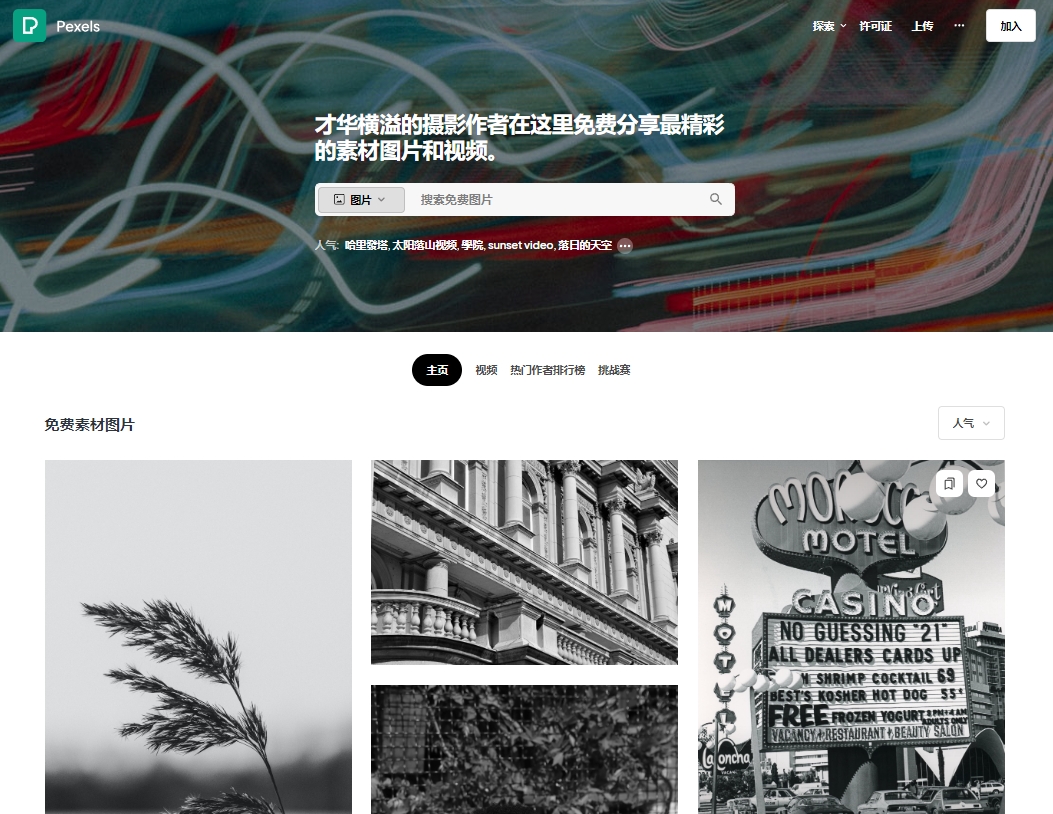 Pexels
探索
许可证
上传
加入
才华横溢的摄影作者在这里免费分享最精彩
的素材图片和视频。
图片
搜索免费图片
人气: 哈里發塔, 太阳落山视频, 學院, sunset video, 落日的天空
主页 视频 热门作者排行榜 挑战赛
免费素材图片
人气
MOROCCO
MOTEL
CASINO
NO GUESSING "21"
ALL DEALERS CARDS UP
SHRIMP COCKTAIL 69
BEST'S KOSHER HOT DOG 55¢
FREE FROZEN YOGURT
ADULTS ONLY
VACANCY RESTAURANT BEAUTY SALON
MOT
La Concha
VACAN